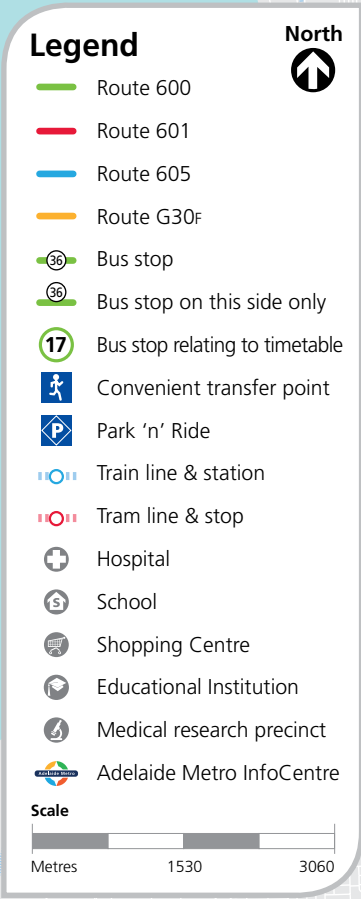 Legend
North
Route 600
Route 601
Route 605
Route G30F
36 Bus stop
36 Bus stop on this side only
17 Bus stop relating to timetable
Convenient transfer point
P Park ‘n’ Ride
Train line & station
Tram line & stop
Hospital
S School
Shopping Centre
Educational Institution
Medical research precinct
Adelaide Metro Adelaide Metro InfoCentre
Scale
Metres 1530 3060